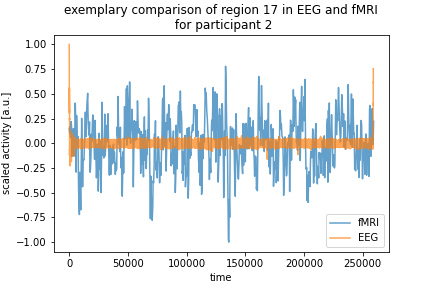 exemplary comparison of region 17 in EEG and fMRI
for participant 2
scaled activity [a.u.]
1.00
0.75
0.50
0.25
0.00
−0.25
−0.50
−0.75
−1.00
fMRI
EEG
0 50000 100000 150000 200000 250000
time